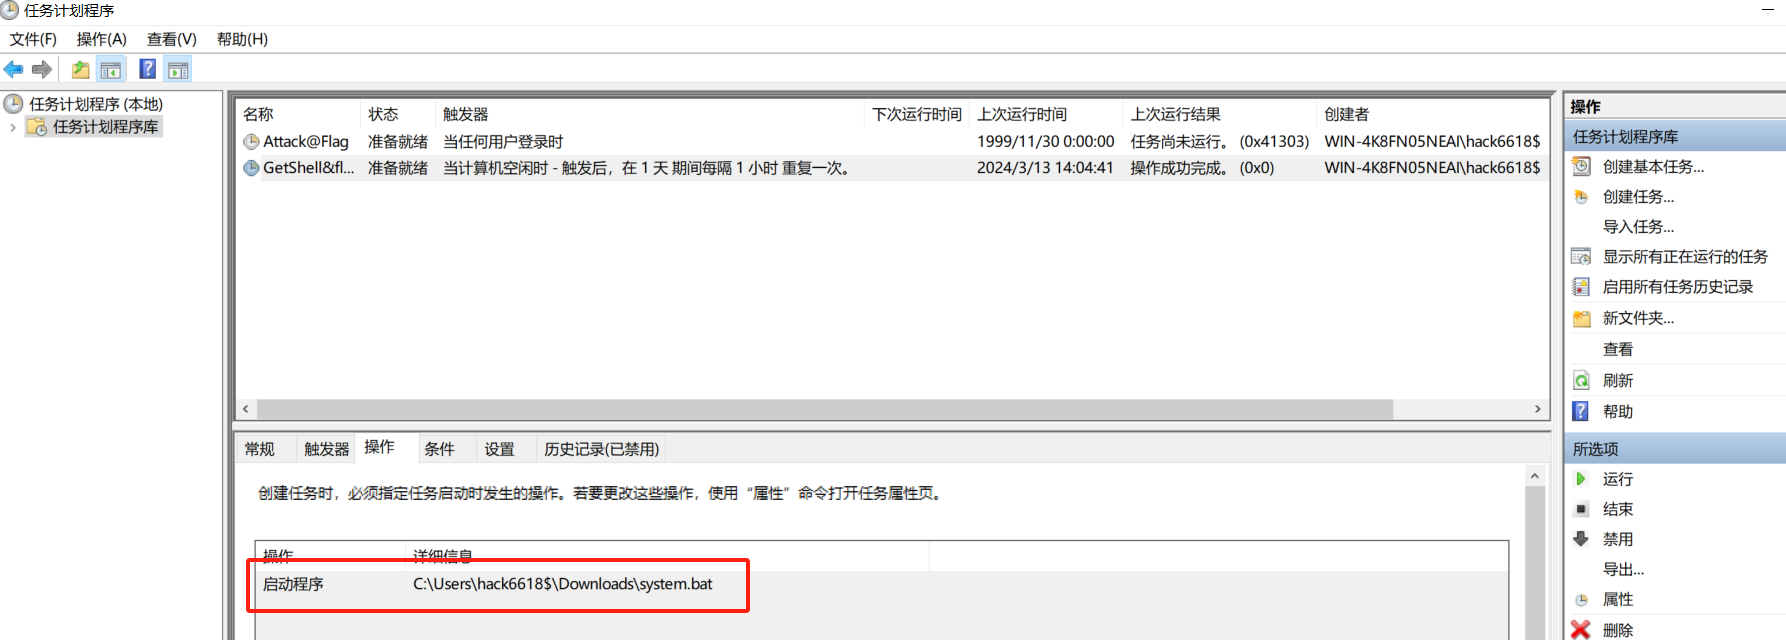 任务计划程序
文件(F) 操作(A) 查看(V) 帮助(H)
任务计划程序 (本地)
任务计划程序库
名称 状态 触发器 下次运行时间 上次运行时间 上次运行结果 创建者
Attack@Flag 准备就绪 当任何用户登录时 1999/11/30 0:00:00 任务尚未运行。 (0x41303) WIN-4K8FN05NEAI\hack6618$
GetShell&fl... 准备就绪 当计算机空闲时 - 触发后，在 1 天 期间每隔 1 小时 重复一次。 2024/3/13 14:04:41 操作成功完成。 (0x0) WIN-4K8FN05NEAI\hack6618$
常规 触发器 操作 条件 设置 历史记录(已禁用)
创建任务时，必须指定任务启动时发生的操作。若要更改这些操作，使用“属性”命令打开任务属性页。
操作 详细信息
启动程序 C:\Users\hack6618$\Downloads\system.bat
操作
任务计划程序库
创建基本任务...
创建任务...
导入任务...
显示所有正在运行的任务
启用所有任务历史记录
新文件夹...
查看
刷新
帮助
所选项
运行
结束
禁用
导出...
属性
删除